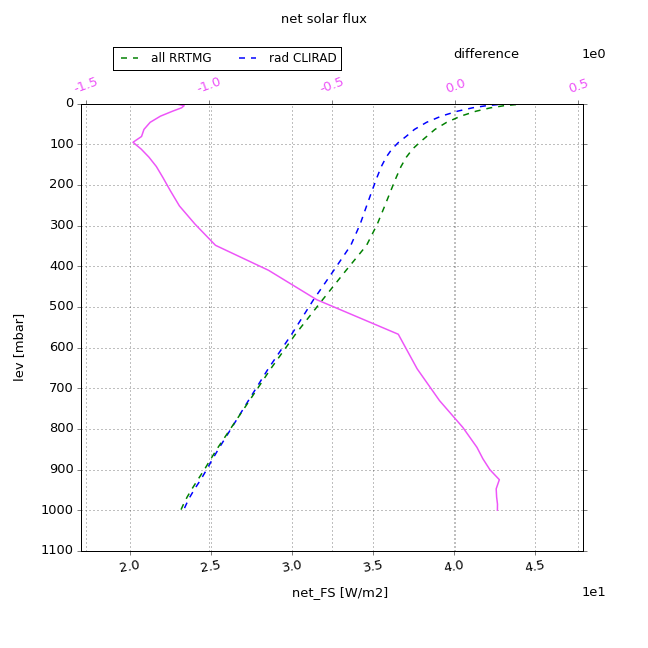 net solar flux
all RRTMG rad CLIRAD
difference 1e0
-1.5 -1.0 -0.5 0.0 0.5
0
100
200
300
400
500
600
700
800
900
1000
1100
lev [mbar]
2.0 2.5 3.0 3.5 4.0 4.5
net_FS [W/m2] 1e1